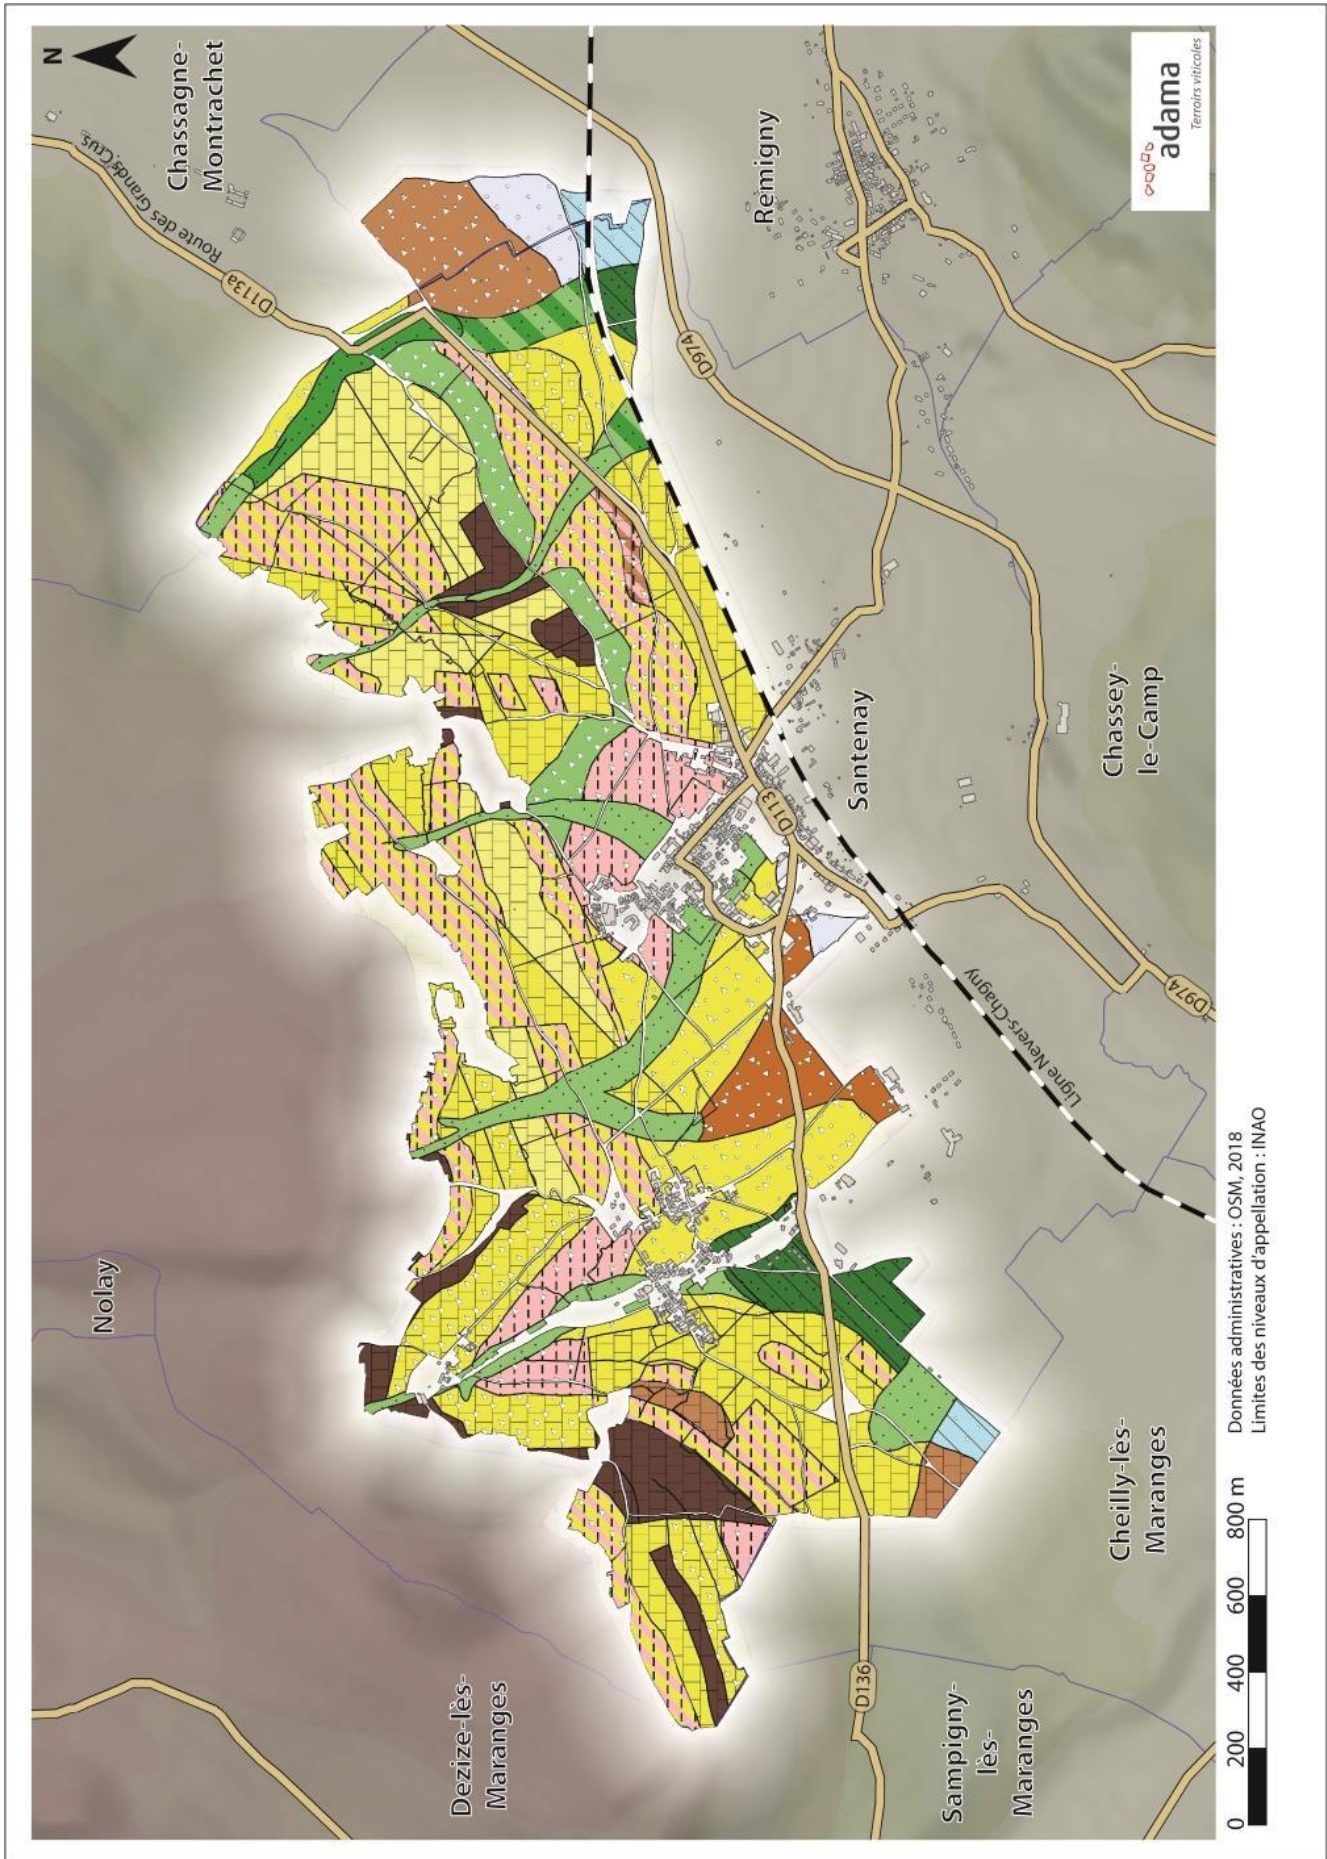 N
Chassagne-
Montrachet
Route des Grands Crus
D113a
Nolay
Remigny
D974
adama
Terroirs viticoles
Santenay
D113
Chassey-
le-Camp
Ligne Nevers-Chagny
D974
Dezize-lès-
Maranges
D136
Sampigny-
lès-
Maranges
Cheilly-lès-
Maranges
0 200 400 600 800 m
Données administratives : OSM, 2018
Limites des niveaux d'appellation : INAO